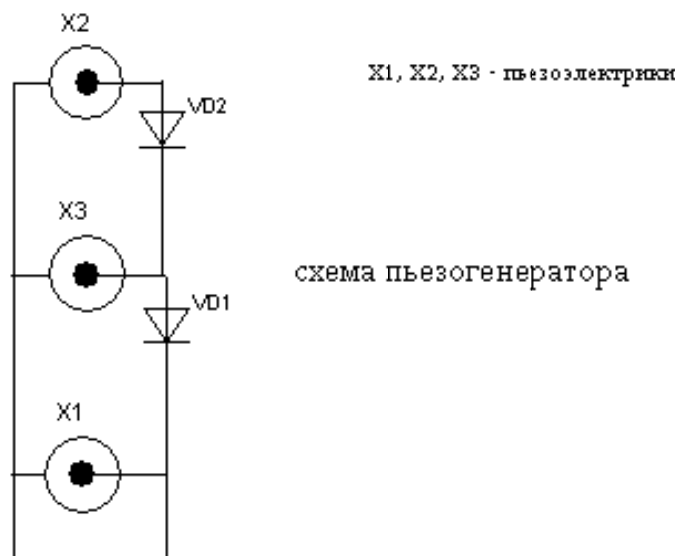 X2
X1, X2, X3 - пьезоэлектрики
VD2
X3
схема пьезогенератора
VD1
X1